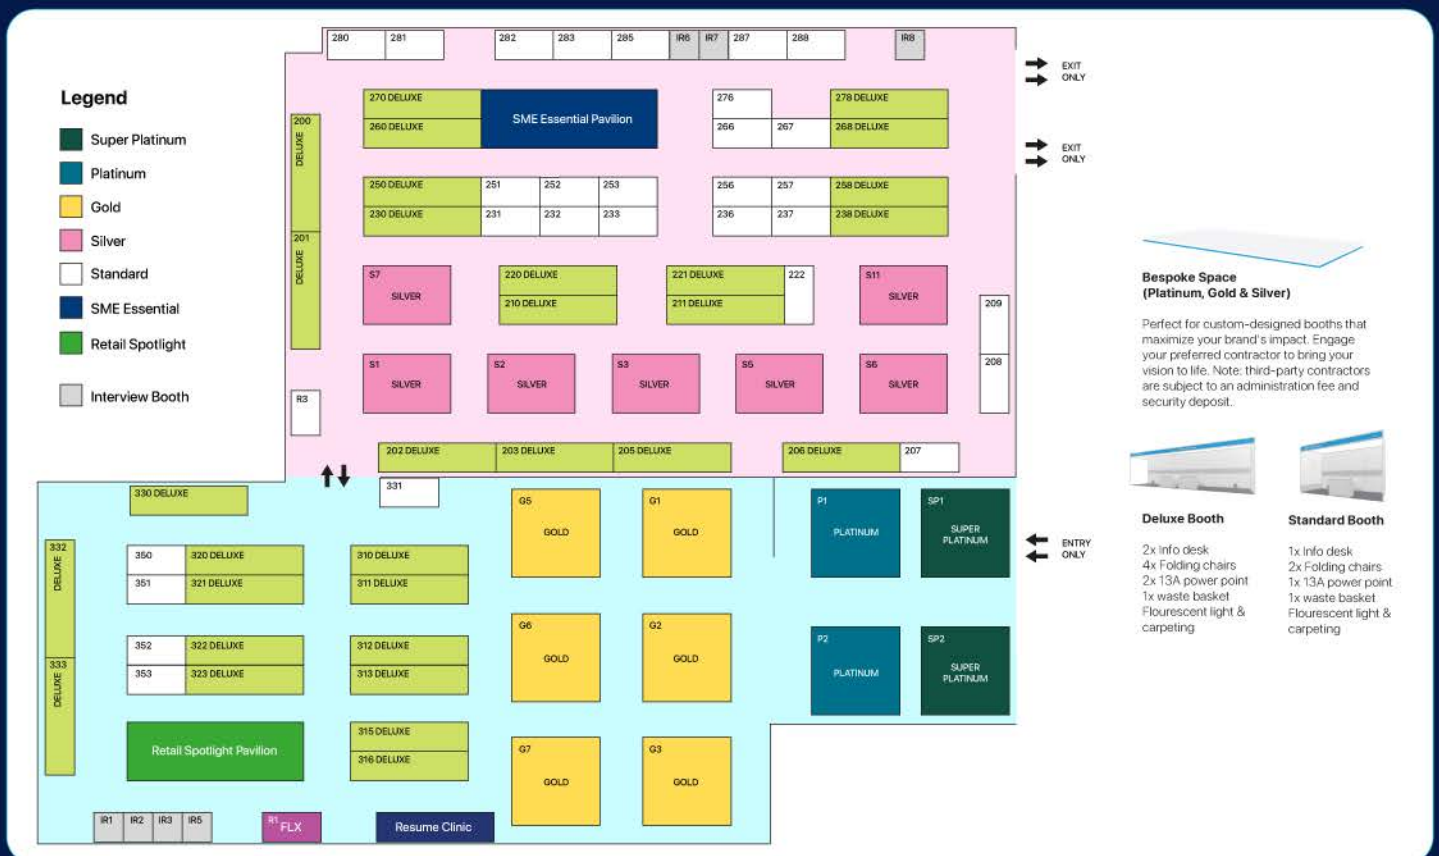 Legend
Super Platinum
Platinum
Gold
Silver
Standard
SME Essential
Retail Spotlight
Interview Booth
280
281
282
283
285
IR6
IR7
287
288
IR8
EXIT
ONLY
EXIT
ONLY
200
DELUXE
201
DELUXE
270 DELUXE
260 DELUXE
SME Essential Pavilion
276
278 DELUXE
266
267
268 DELUXE
250 DELUXE
251
252
253
256
257
258 DELUXE
230 DELUXE
231
232
233
236
237
238 DELUXE
S7
SILVER
220 DELUXE
210 DELUXE
221 DELUXE
211 DELUXE
222
S11
SILVER
209
208
S1
SILVER
S2
SILVER
S3
SILVER
S5
SILVER
S6
SILVER
R3
202 DELUXE
203 DELUXE
205 DELUXE
206 DELUXE
207
331
330 DELUXE
332
DELUXE
333
DELUXE
350
320 DELUXE
351
321 DELUXE
310 DELUXE
311 DELUXE
352
322 DELUXE
353
323 DELUXE
312 DELUXE
313 DELUXE
Retail Spotlight Pavilion
315 DELUXE
316 DELUXE
IR1
IR2
IR3
IR5
R1
FLX
Resume Clinic
G5
GOLD
G1
GOLD
G6
GOLD
G2
GOLD
G7
GOLD
G3
GOLD
P1
PLATINUM
SP1
SUPER
PLATINUM
P2
PLATINUM
SP2
SUPER
PLATINUM
ENTRY
ONLY
Bespoke Space
(Platinum, Gold & Silver)
Perfect for custom-designed booths that
maximize your brand's impact. Engage
your preferred contractor to bring your
vision to life. Note: third-party contractors
are subject to an administration fee and
security deposit.
Deluxe Booth
2x Info desk
4x Folding chairs
2x 13A power point
1x waste basket
Flourescent light &
carpeting
Standard Booth
1x Info desk
2x Folding chairs
1x 13A power point
1x waste basket
Flourescent light &
carpeting